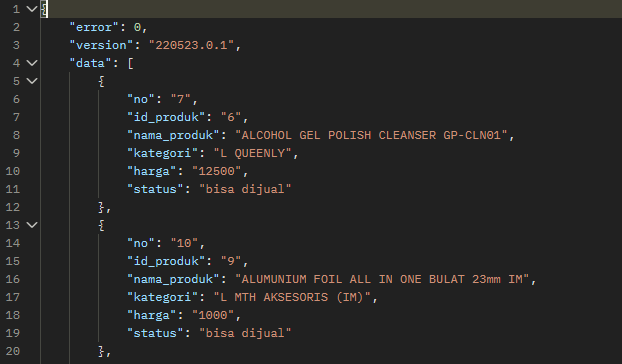 1 {
2 "error": 0,
3 "version": "220523.0.1",
4 "data": [
5 {
6 "no": "7",
7 "id_produk": "6",
8 "nama_produk": "ALCOHOL GEL POLISH CLEANSER GP-CLN01",
9 "kategori": "L QUEENLY",
10 "harga": "12500",
11 "status": "bisa dijual"
12 },
13 {
14 "no": "10",
15 "id_produk": "9",
16 "nama_produk": "ALUMUNIUM FOIL ALL IN ONE BULAT 23mm IM",
17 "kategori": "L MTH AKSESORIS (IM)",
18 "harga": "1000",
19 "status": "bisa dijual"
20 },